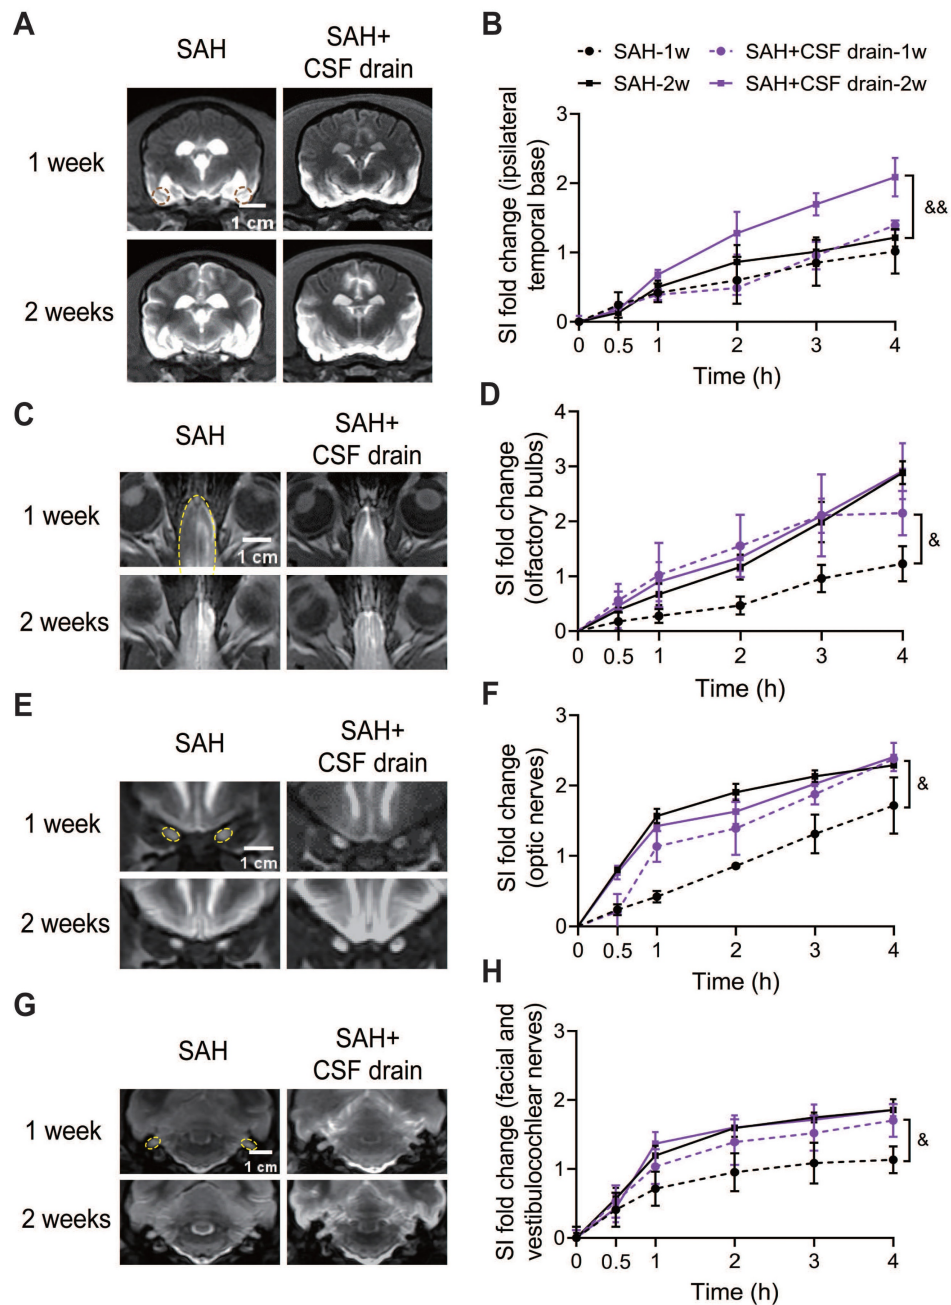 A
SAH
SAH+
CSF drain
1 week
1 cm
2 weeks
B
SAH-1w
SAH+CSF drain-1w
SAH-2w
SAH+CSF drain-2w
SI fold change (ipsilateral
temporal base)
3
2
1
0
&&
0 0.5 1 2 3 4
Time (h)
C
SAH
SAH+
CSF drain
1 week
1 cm
2 weeks
D
SI fold change
(olfactory bulbs)
4
3
2
1
0
&
0 0.5 1 2 3 4
Time (h)
E
SAH
SAH+
CSF drain
1 week
1 cm
2 weeks
F
SI fold change
(optic nerves)
3
2
1
0
&
0 0.5 1 2 3 4
Time (h)
G
SAH
SAH+
CSF drain
1 week
1 cm
2 weeks
H
SI fold change (facial and
vestibulocochlear nerves)
3
2
1
0
&
0 0.5 1 2 3 4
Time (h)